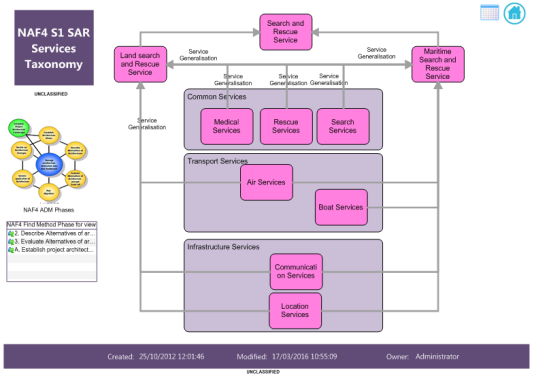 NAF4 S1 SAR
Services
Taxonomy
UNCLASSIFIED
Search and
Rescue
Service
Land search
and Rescue
Service
Maritime
Search and
Rescue
Service
Service
Generalisation
Service
Generalisation
Service
Generalisation
Service
Generalisation
Service
Generalisation
Service
Generalisation
Common Services
Medical
Services
Rescue
Services
Search
Services
Transport Services
Air Services
Boat Services
Infrastructure Services
Communicati
on Services
Location
Services
NAF4 ADM Phases
NAF4 Find Method Phase for view
2. Describe Alternatives of ar...
3. Evaluate Alternatives of ar...
A. Establish project architect...
Created: 25/10/2012 12:01:46
Modified: 17/03/2016 10:55:09
Owner: Administrator
UNCLASSIFIED